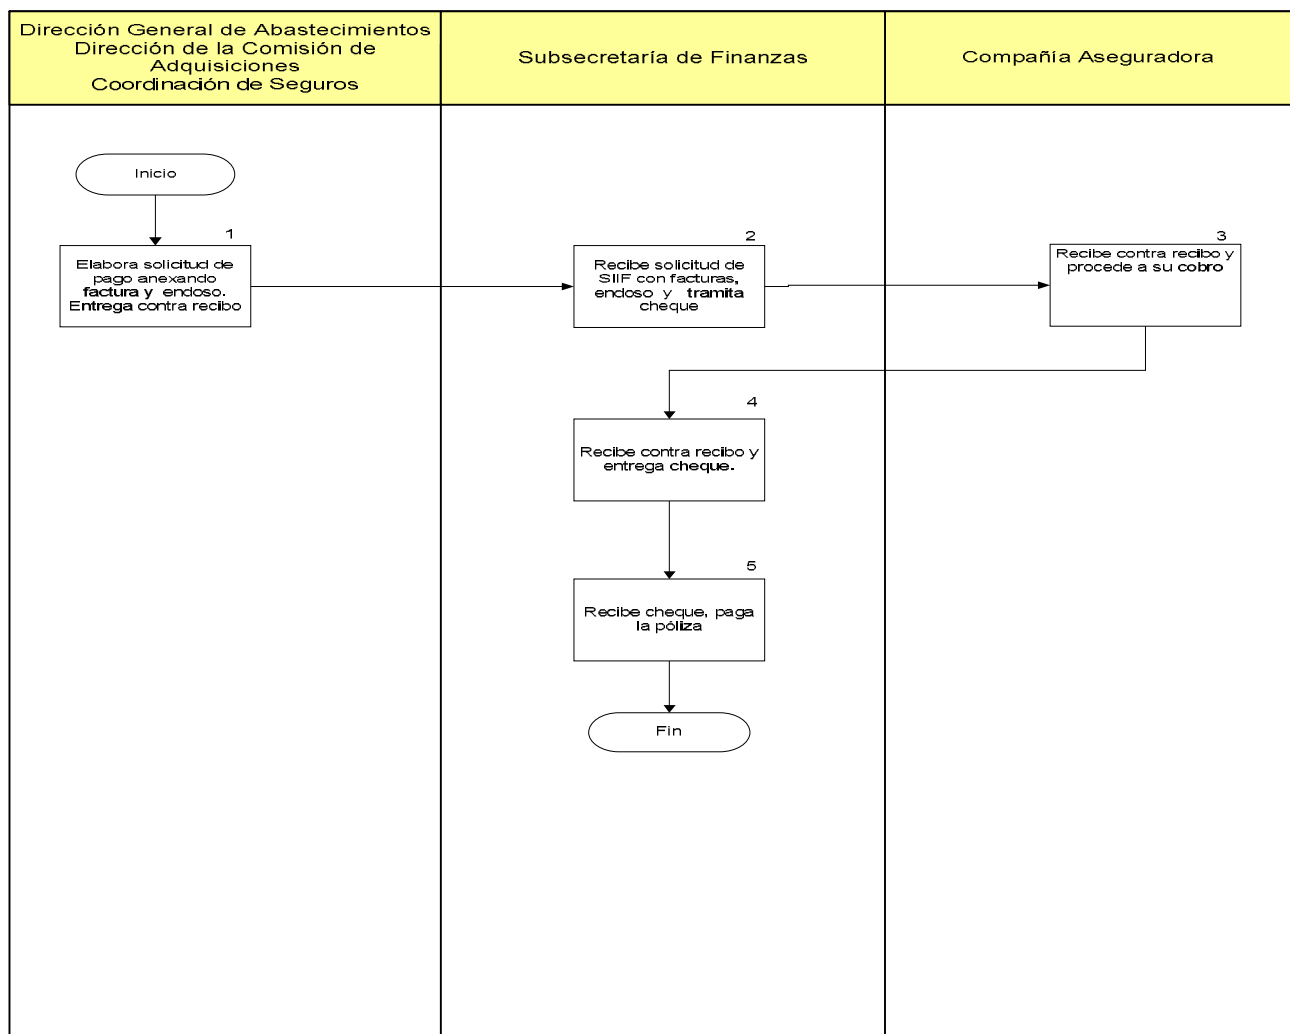 Dirección General de Abastecimientos
Dirección de la Comisión de
Adquisiciones
Coordinación de Seguros
Subsecretaría de Finanzas
Compañía Aseguradora
Inicio
1
Elabora solicitud de
pago anexando
factura y endoso.
Entrega contra recibo
2
Recibe solicitud de
SIIF con facturas,
endoso y tramita
cheque
3
Recibe contra recibo y
procede a su cobro
4
Recibe contra recibo y
entrega cheque.
5
Recibe cheque, paga
la póliza
Fin